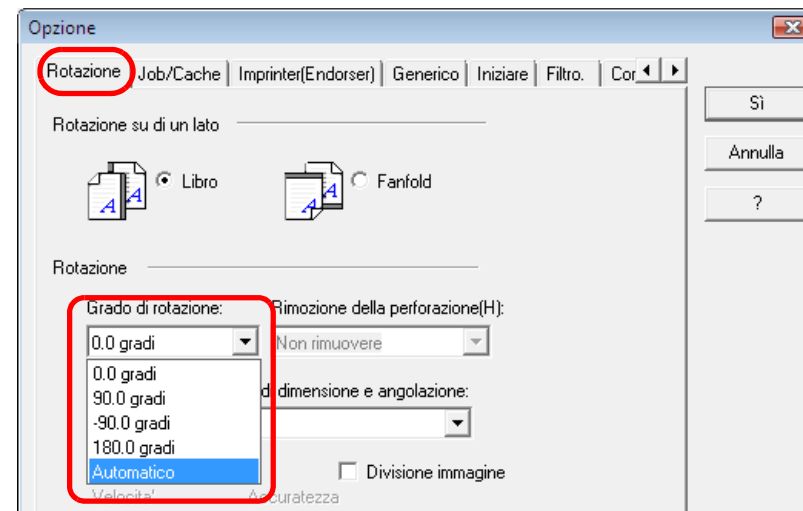 Opzione
Rotazione Job/Cache Imprinter(Endorser) Generico Iniziare Filtro.
Sì
Annulla
?
Rotazione su di un lato
Libro
Fanfold
Rotazione
Grado di rotazione:
Rimozione della perforazione(H):
0.0 gradi
Non rimuovere
0.0 gradi
90.0 gradi
-90.0 gradi
180.0 gradi
Automatico
dimensione e angolazione:
Divisione immagine
Velocita'
Accuratezza